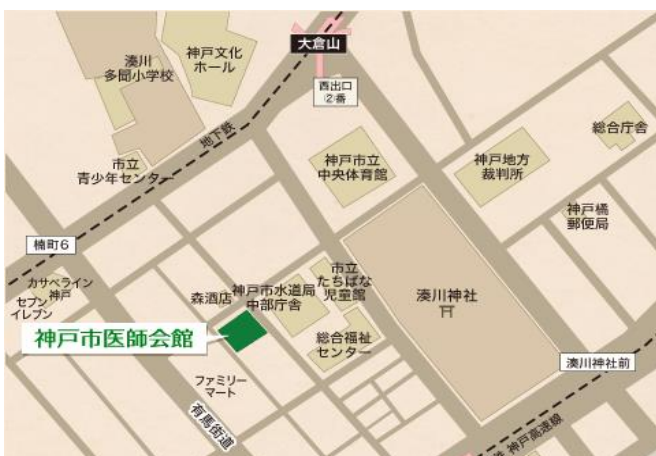 大倉山
西出口
②番
湊川
多聞小学校
神戸文化
ホール
地下鉄
市立
青少年センター
神戸市立
中央体育館
神戸地方
裁判所
総合庁舎
神戸橘
郵便局
楠町6
カサベライン
神戸
セブン
イレブン
森酒店
神戸市水道局
中部庁舎
市立
たちばな
児童館
総合福祉
センター
湊川神社
神戸市医師会館
ファミリー
マート
有馬街道
湊川神社前
鉄 神戸高速線